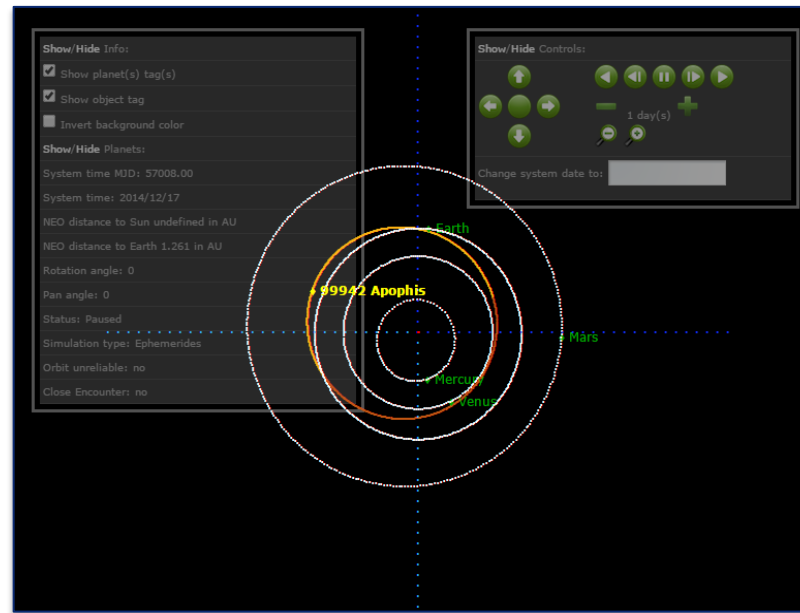 Show/Hide Info:
Show planet(s) tag(s)
Show object tag
Invert background color
Show/Hide Planets:
System time MJD: 57008.00
System time: 2014/12/17
NEO distance to Sun undefined in AU
NEO distance to Earth 1.261 in AU
Rotation angle: 0
Pan angle: 0
Status: Paused
Simulation type: Ephemerides
Orbit unreliable: no
Close Encounter: no
Show/Hide Controls:
1 day(s)
Change system date to:
Earth
99942 Apophis
Mars
Mercury
Venus